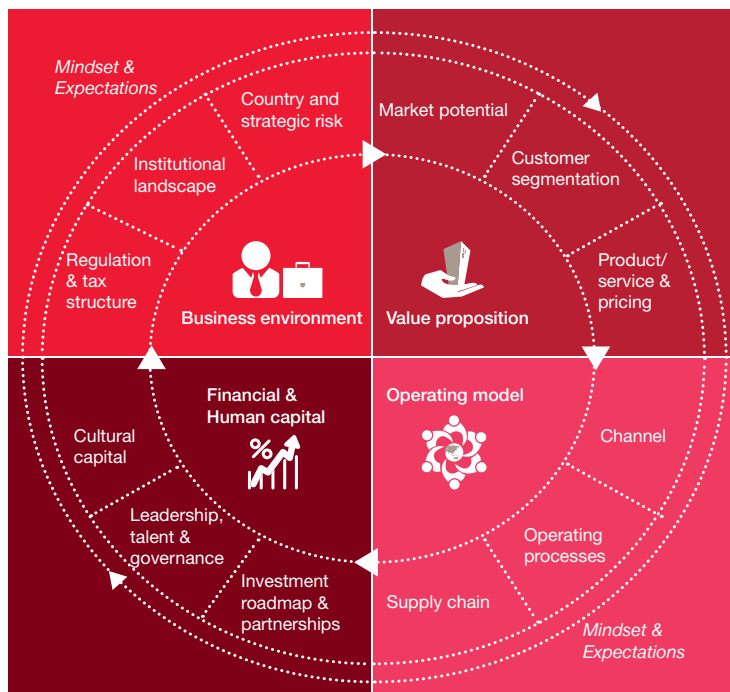 Mindset &
Expectations
Country and
strategic risk
Institutional
landscape
Regulation
& tax
structure
Business environment
Market potential
Customer
segmentation
Product/
service &
pricing
Value proposition
Financial &
Human capital
%
Cultural
capital
Leadership,
talent &
governance
Investment
roadmap &
partnerships
Operating model
Channel
Operating
processes
Supply chain
Mindset &
Expectations